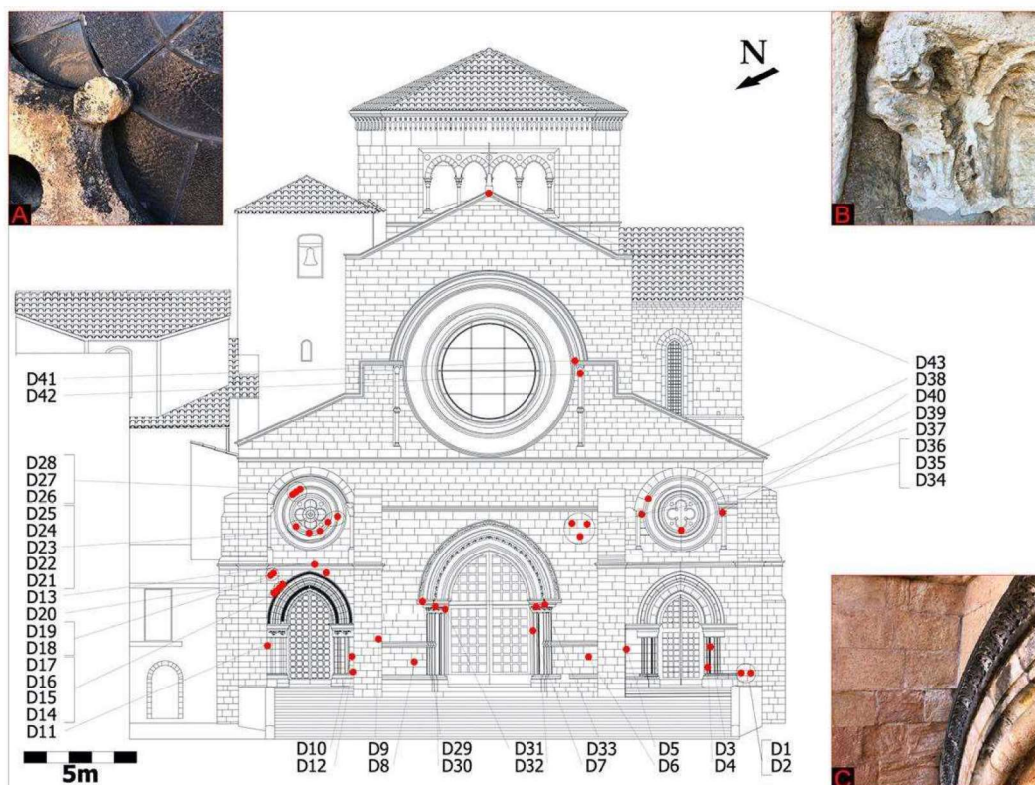 A
B
N
D41
D42
D43
D38
D40
D39
D37
D36
D35
D34
D28
D27
D26
D25
D24
D23
D22
D21
D13
D20
D19
D18
D17
D16
D15
D14
D11
D10 D9 D29 D31 D33 D5 D3 D1
D12 D8 D30 D32 D7 D6 D4 D2
5m
C